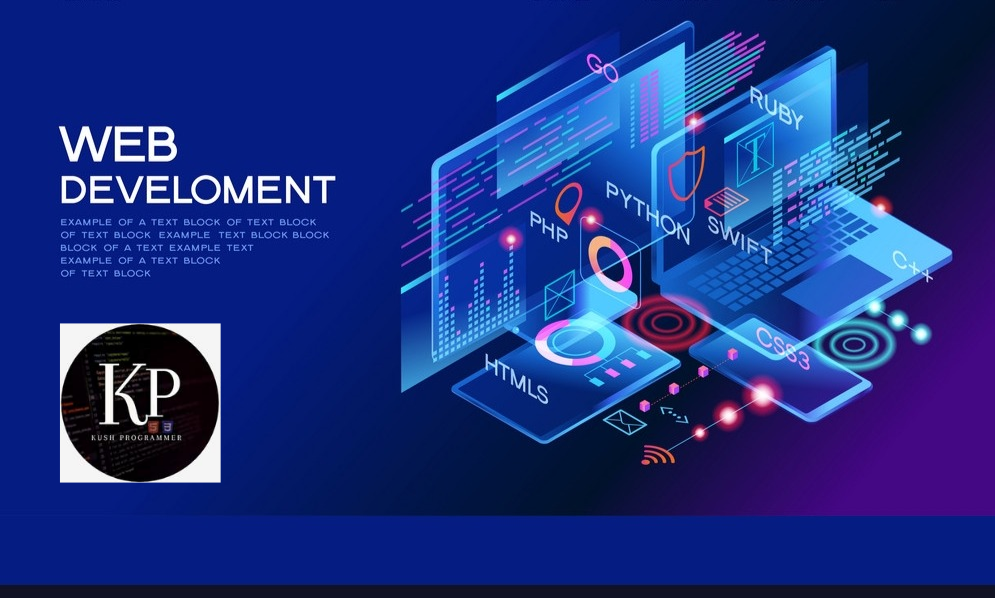 WEB
DEVELOMENT
EXAMPLE OF A TEXT BLOCK OF TEXT BLOCK
OF TEXT BLOCK EXAMPLE TEXT BLOCK BLOCK
BLOCK OF A TEXT EXAMPLE TEXT
EXAMPLE OF A TEXT BLOCK
OF TEXT BLOCK
KP
KUSH PROGRAMMER
GO
RUBY
T
PYTHON
PHP
SWIFT
C++
CSS3
HTMLS